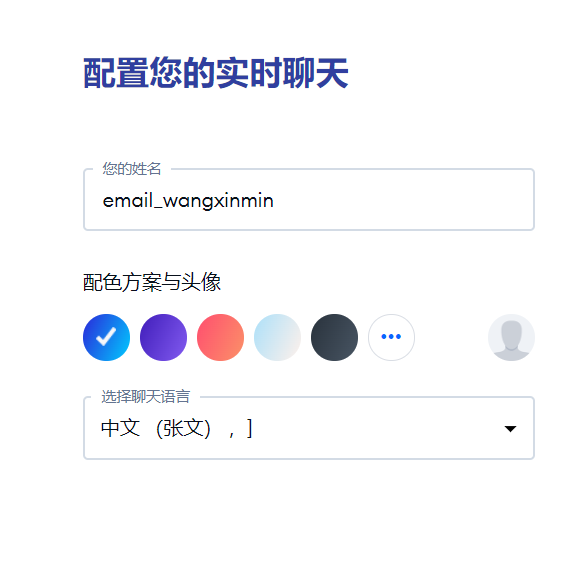 配置您的实时聊天
您的姓名
email_wangxinmin
配色方案与头像
选择聊天语言
中文 （张文） ，]